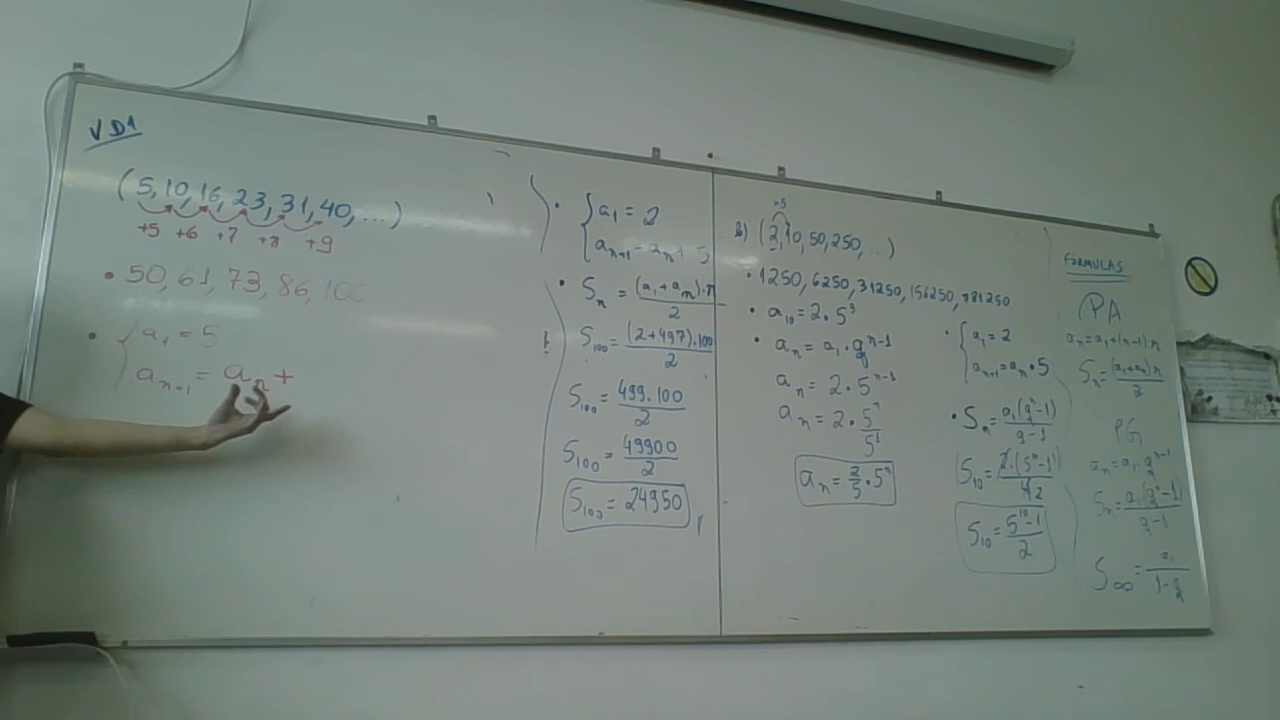 VD1
(5, 10, 16, 23, 31, 40, ...)
+5 +6 +7 +8 +9
• 50, 61, 73, 86, 100
• { a₁ = 5
aₙ₊₁ = aₙ +
• { a₁ = 2
aₙ₊₁ = aₙ + 5
• Sₙ = (a₁ + aₙ).n / 2
S₁₀₀ = (2+497).100 / 2
S₁₀₀ = 499.100 / 2
S₁₀₀ = 49900 / 2
S₁₀₀ = 24950
×5
b) (2, 10, 50, 250, ...)
• 1250, 6250, 31250, 156250, 781250
• a₁₀ = 2 . 5⁹
• aₙ = a₁ . qⁿ⁻¹
aₙ = 2 . 5ⁿ⁻¹
aₙ = 2 . 5ⁿ / 5¹
aₙ = 2/5 . 5ⁿ
• { a₁ = 2
aₙ₊₁ = aₙ . 5
• Sₙ = a₁(qⁿ-1) / q-1
S₁₀ = 2.(5¹⁰-1) / 4 2
S₁₀ = 5¹⁰-1 / 2
FÓRMULAS
PA
aₙ = a₁+(n-1)r
Sₙ = (a₁+aₙ)n / 2
PG
aₙ = a₁.qⁿ⁻¹
Sₙ = a₁(qⁿ-1) / q-1
S∞ = a₁ / 1-q